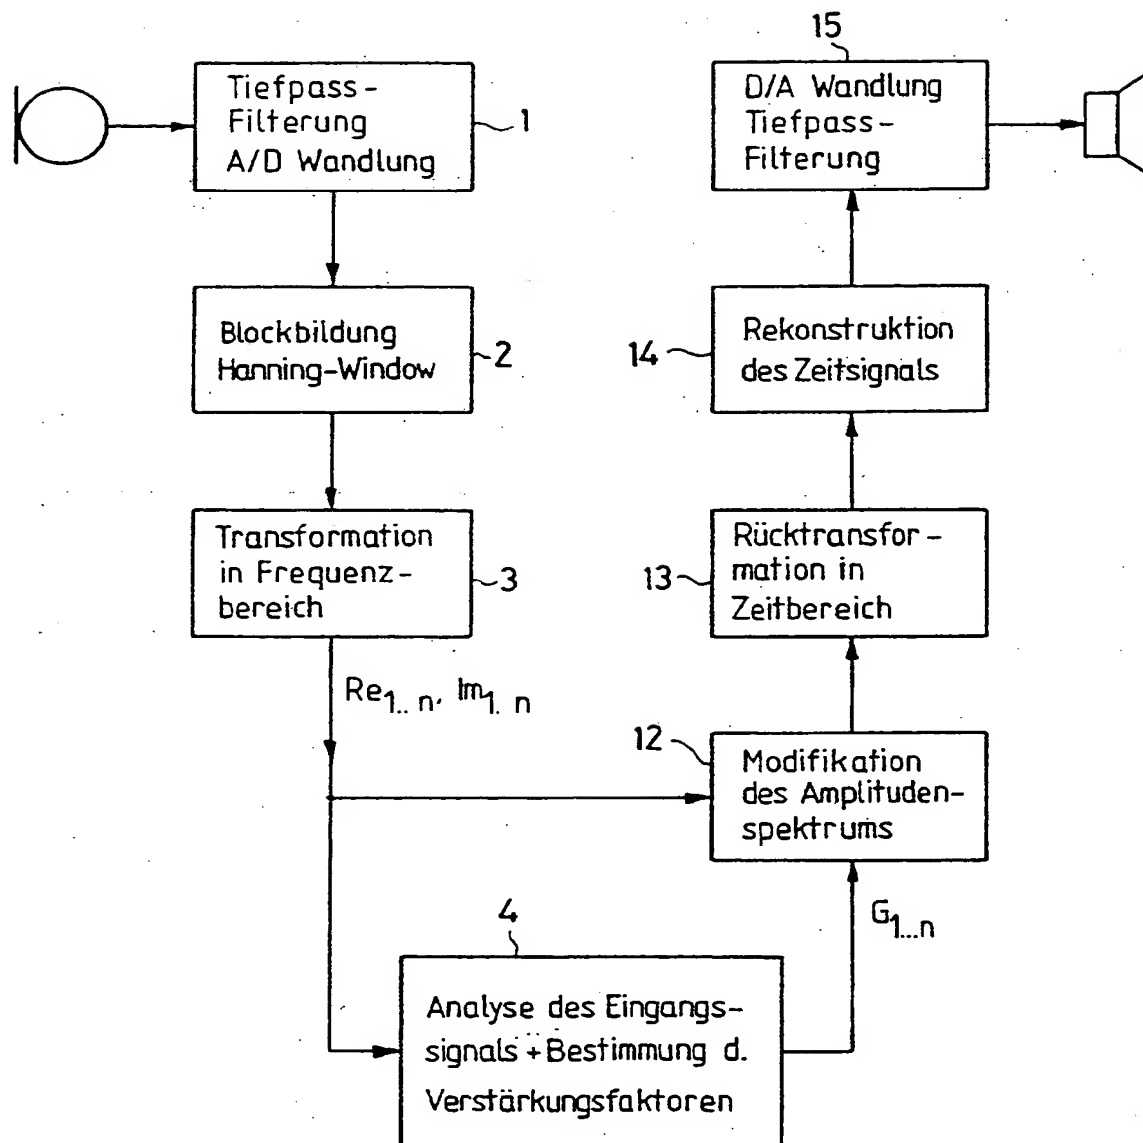 15
Tiefpass-
Filterung
A/D Wandlung
1
D/A Wandlung
Tiefpass-
Filterung
Blockbildung
Hanning-Window
2
14
Rekonstruktion
des Zeitsignals
Transformation
in Frequenz-
bereich
3
13
Rücktransfor-
mation in
Zeitbereich
Re1.. n, Im1. n
12
Modifikation
des Amplituden-
spektrums
G1...n
4
Analyse des Eingangs-
signals + Bestimmung d.
Verstärkungsfaktoren